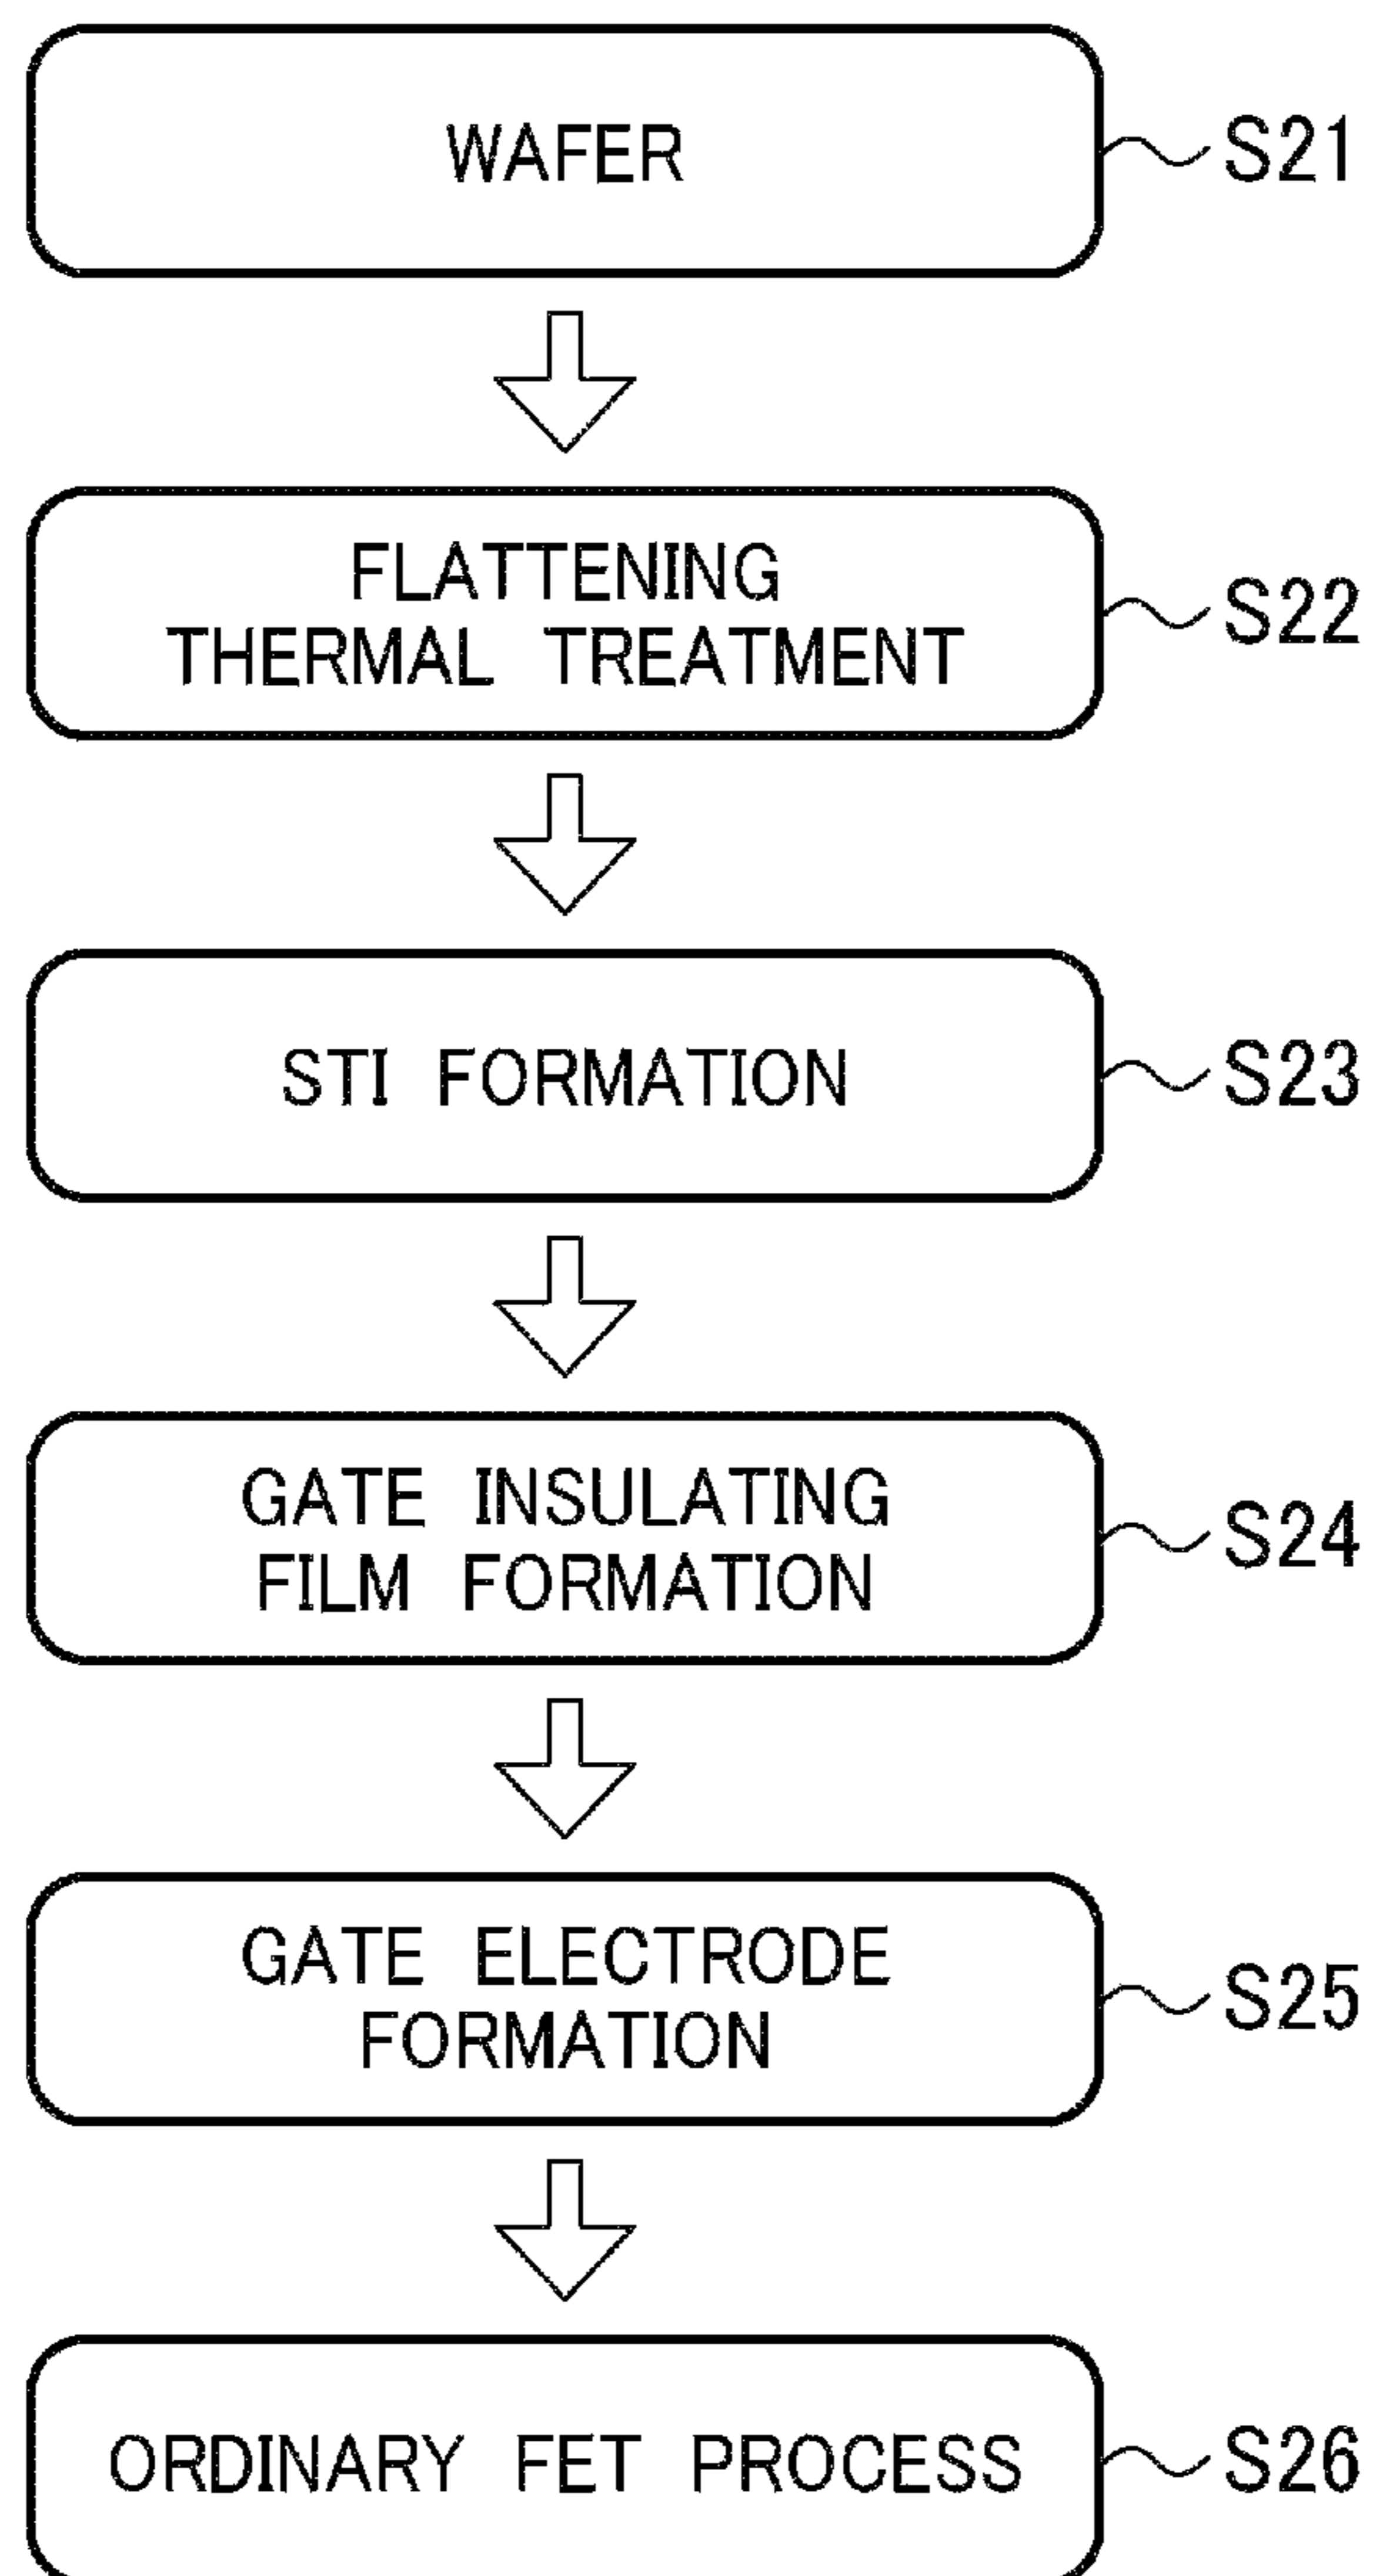 WAFER
S21
FLATTENING
THERMAL TREATMENT
S22
STI FORMATION
S23
GATE INSULATING
FILM FORMATION
S24
GATE ELECTRODE
FORMATION
S25
ORDINARY FET PROCESS
S26